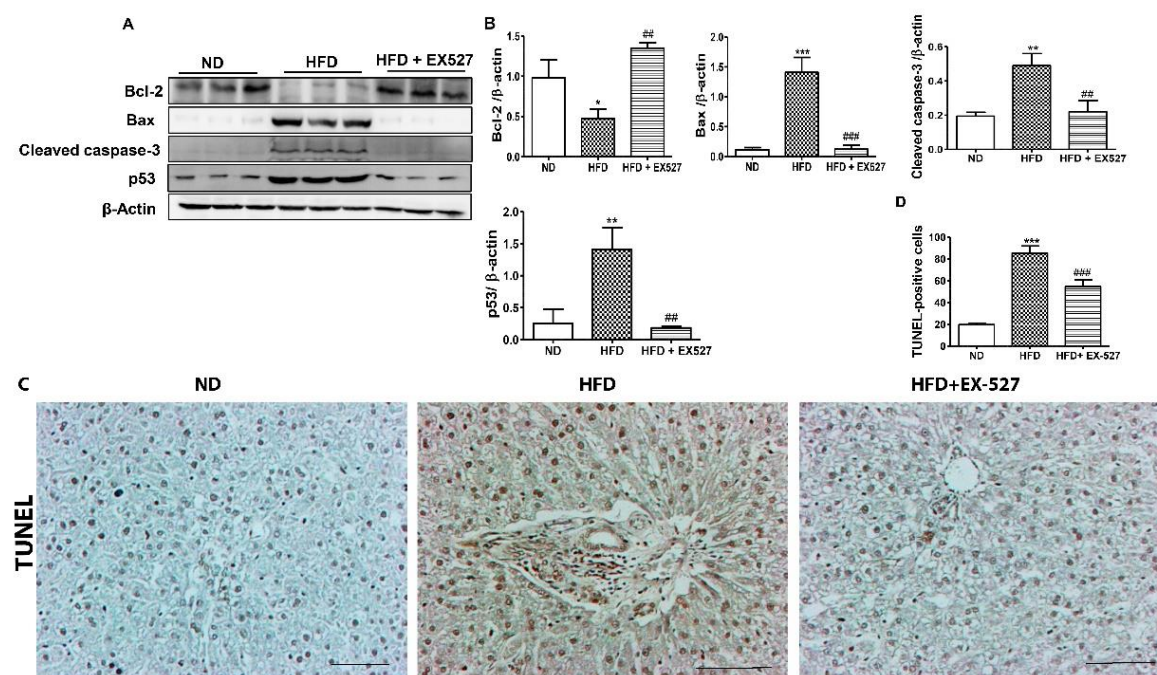 A
ND HFD HFD + EX527
Bcl-2
Bax
Cleaved caspase-3
p53
β-Actin
B
Bcl-2 /β-actin
1.5
1.0
0.5
0.0
*
##
ND HFD HFD + EX527
Bax /β-actin
2.0
1.5
1.0
0.5
0.0
***
###
ND HFD HFD + EX527
Cleaved caspase-3 /β-actin
0.6
0.4
0.2
0.0
**
##
ND HFD HFD + EX527
p53/ β-actin
2.0
1.5
1.0
0.5
0.0
**
##
ND HFD HFD + EX527
D
TUNEL-positive cells
100
80
60
40
20
0
***
###
ND HFD HFD+ EX-527
C ND HFD HFD+EX-527
TUNEL